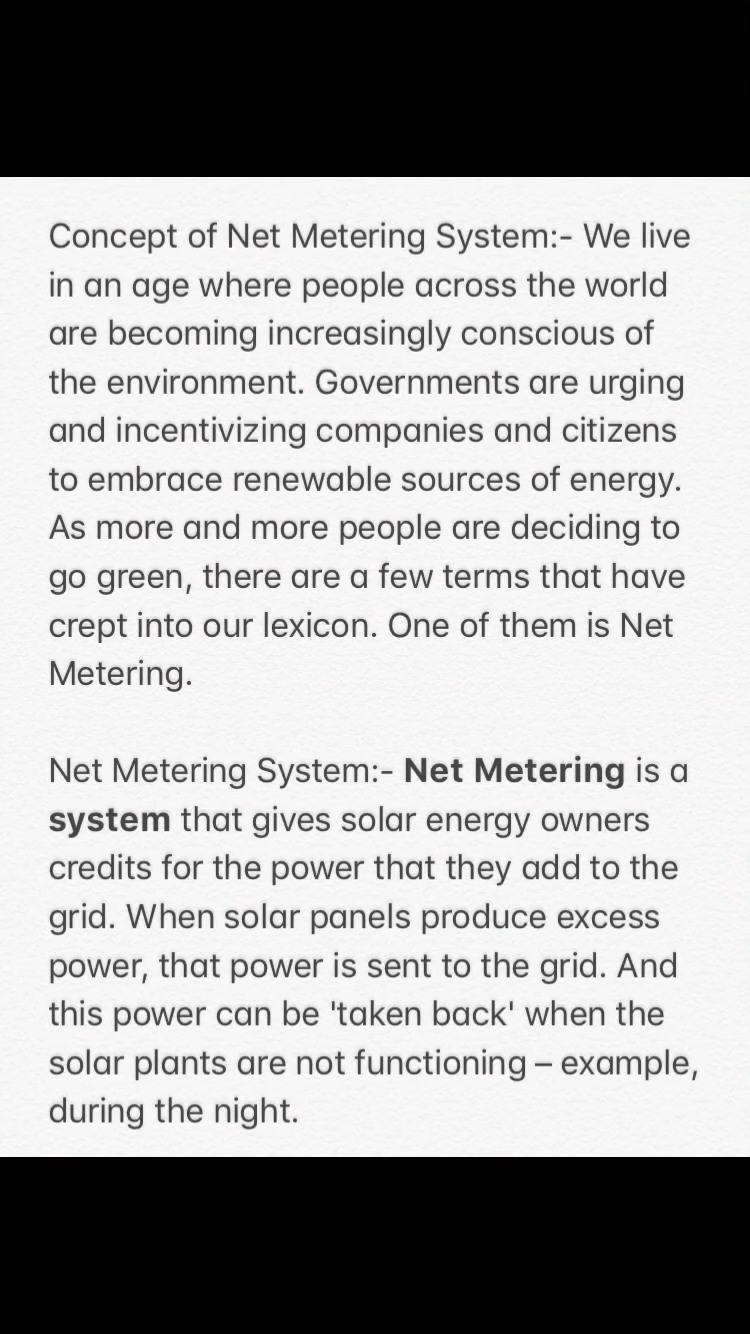 Concept of Net Metering System:- We live
in an age where people across the world
are becoming increasingly conscious of
the environment. Governments are urging
and incentivizing companies and citizens
to embrace renewable sources of energy.
As more and more people are deciding to
go green, there are a few terms that have
crept into our lexicon. One of them is Net
Metering.

Net Metering System:- Net Metering is a
system that gives solar energy owners
credits for the power that they add to the
grid. When solar panels produce excess
power, that power is sent to the grid. And
this power can be 'taken back' when the
solar plants are not functioning – example,
during the night.